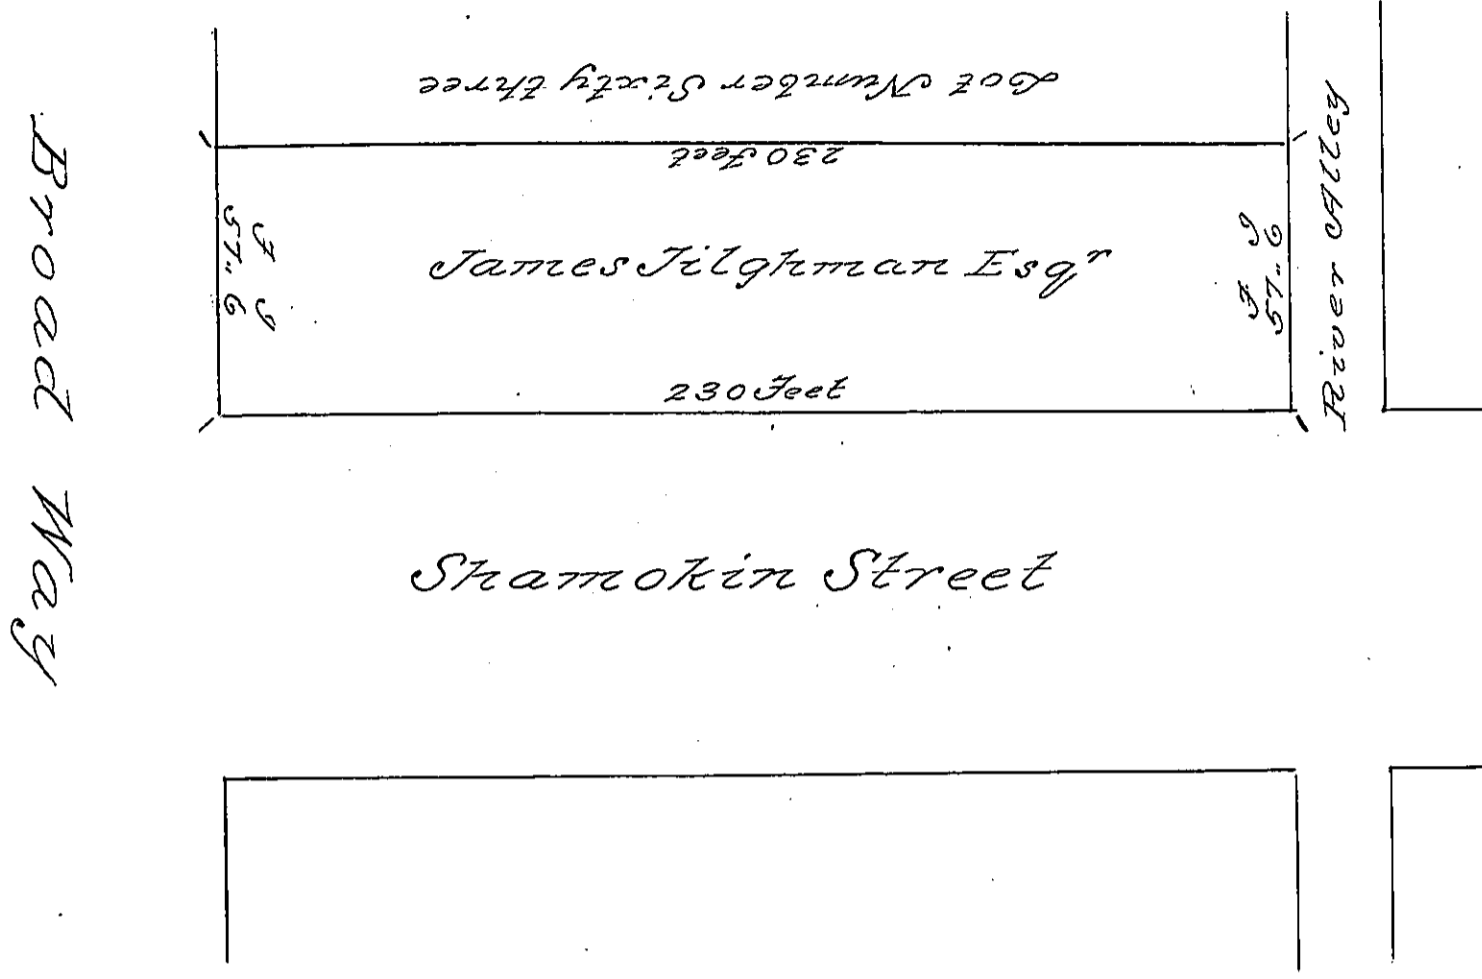 Lot Number Sixty three
230 Feet
James Tilghman Esqr
F I
57" 6
F I
57" 6
230 Feet
River Alley
Broad Way
Shamokin Street